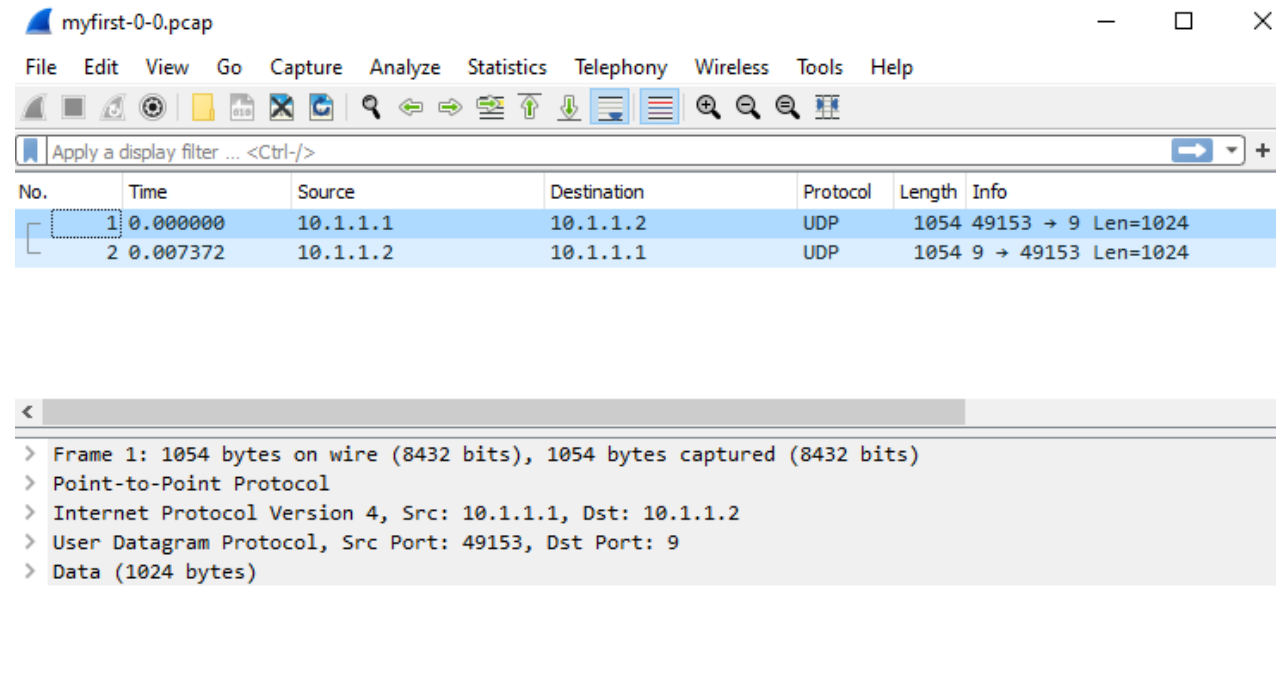 myfirst-0-0.pcap
File Edit View Go Capture Analyze Statistics Telephony Wireless Tools Help
Apply a display filter ... <Ctrl-/>
No. Time Source Destination Protocol Length Info
1 0.000000 10.1.1.1 10.1.1.2 UDP 1054 49153 → 9 Len=1024
2 0.007372 10.1.1.2 10.1.1.1 UDP 1054 9 → 49153 Len=1024
Frame 1: 1054 bytes on wire (8432 bits), 1054 bytes captured (8432 bits)
Point-to-Point Protocol
Internet Protocol Version 4, Src: 10.1.1.1, Dst: 10.1.1.2
User Datagram Protocol, Src Port: 49153, Dst Port: 9
Data (1024 bytes)